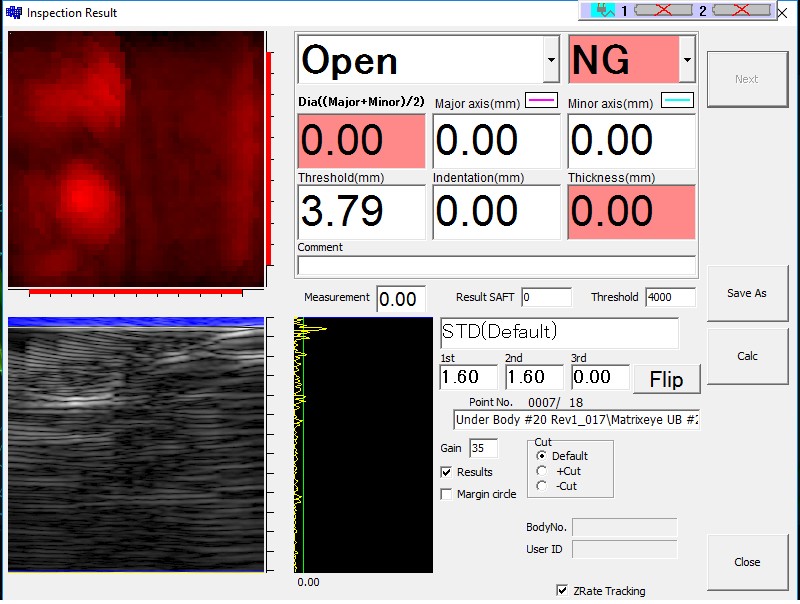 Inspection Result
1 2
Open NG
Next
Dia((Major+Minor)/2) Major axis(mm) Minor axis(mm)
0.00 0.00 0.00
Threshold(mm) Indentation(mm) Thickness(mm)
3.79 0.00 0.00
Comment
Measurement 0.00 Result SAFT 0 Threshold 4000
Save As
STD(Default)
1st 2nd 3rd
1.60 1.60 0.00 Flip
Calc
Point No. 0007/ 18
Under Body #20 Rev1_017\Matrixeye UB #2
Gain 35
Cut
Default
Results
+Cut
Margin circle
-Cut
BodyNo.
User ID
Close
0.00
ZRate Tracking